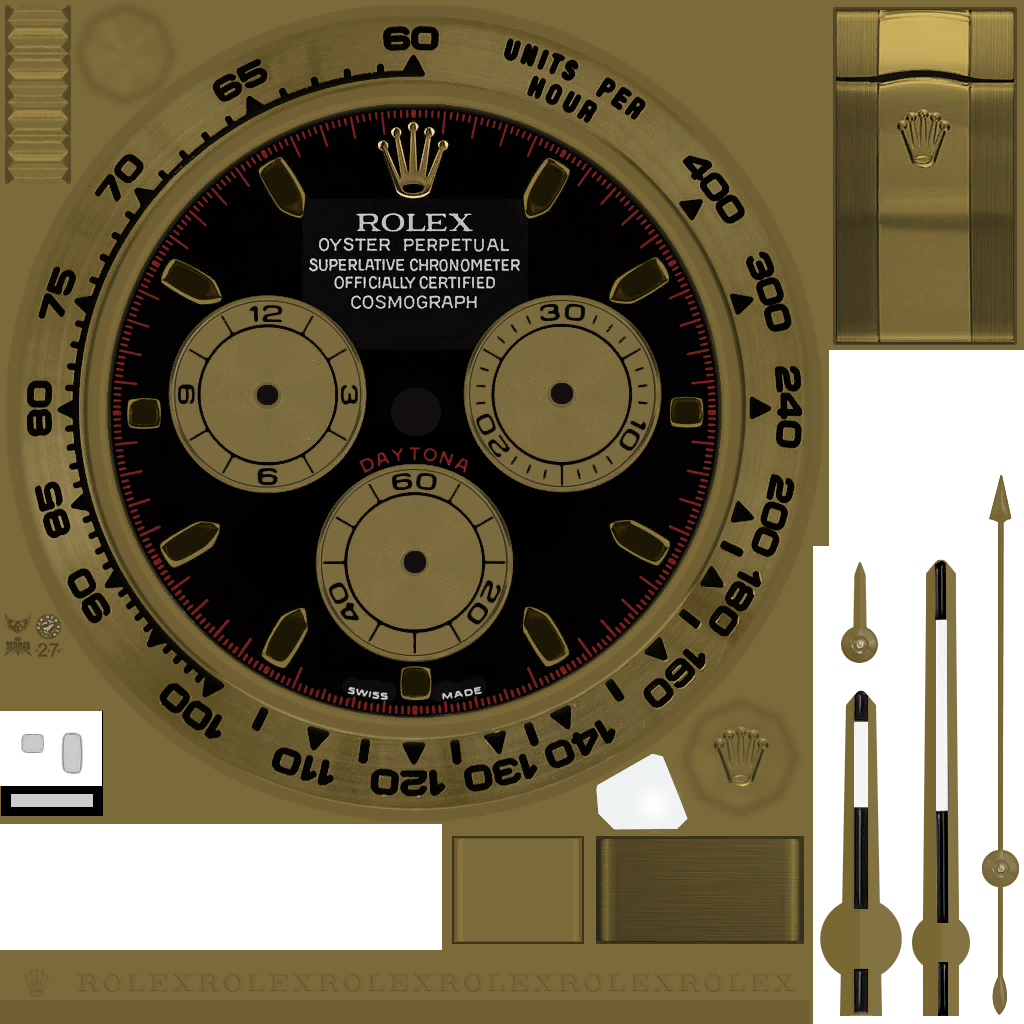 60
65
UNITS PER
HOUR
70
400
75
300
80
240
85
200
90
180
100
160
110
120
130
140
ROLEX
OYSTER PERPETUAL
SUPERLATIVE CHRONOMETER
OFFICIALLY CERTIFIED
COSMOGRAPH
12
3
6
9
30
10
20
DAYTONA
60
20
40
SWISS MADE
27
ROLEXROLEXROLEXROLEXROLEXROLEX